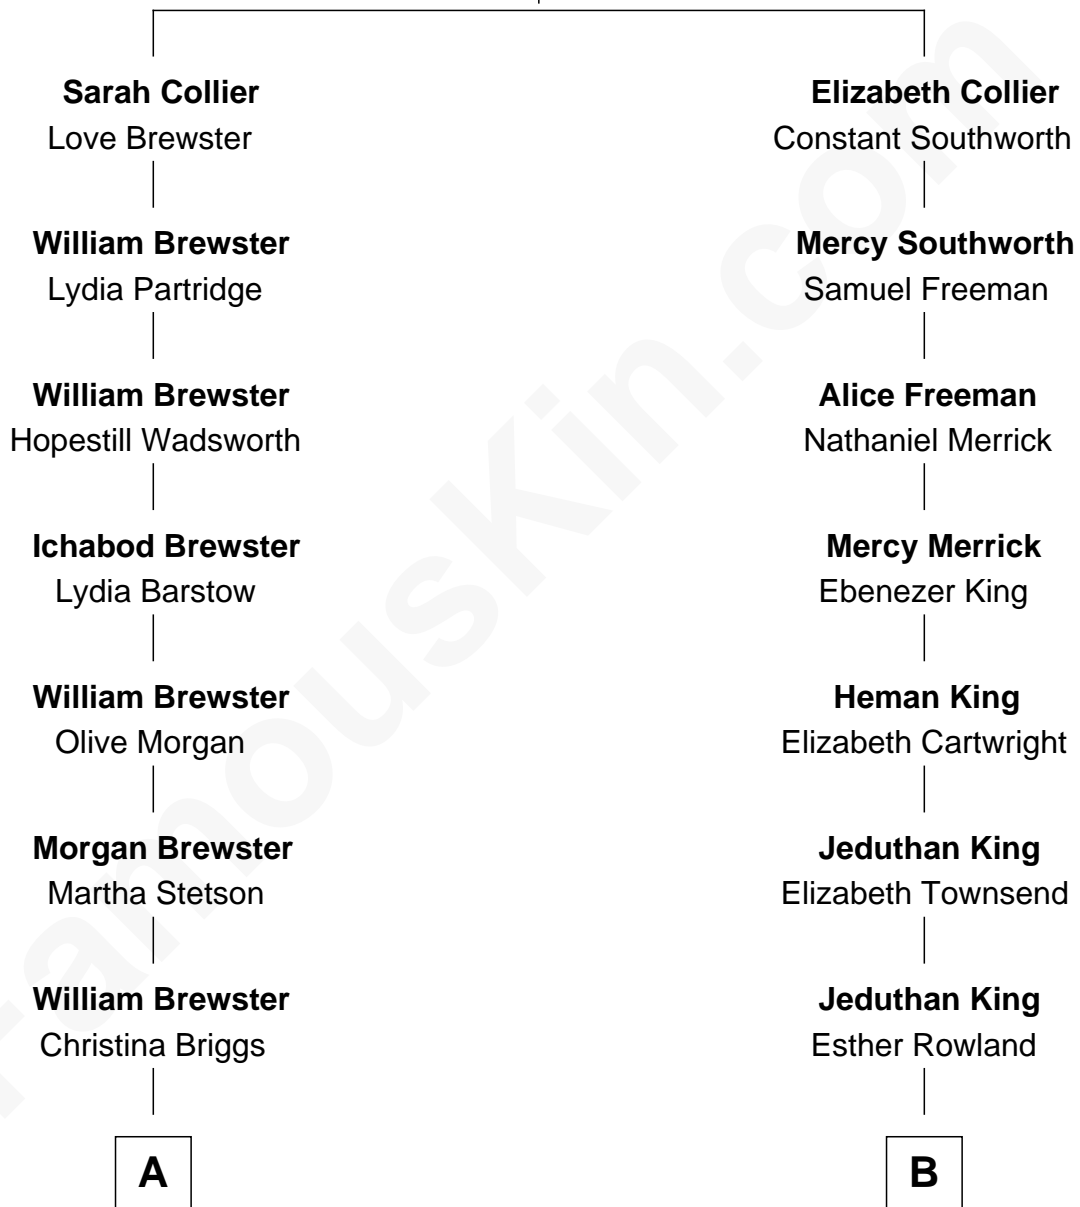 Sarah Collier
Love Brewster
William Brewster
Lydia Partridge
William Brewster
Hopestill Wadsworth
Ichabod Brewster
Lydia Barstow
William Brewster
Olive Morgan
Morgan Brewster
Martha Stetson
William Brewster
Christina Briggs
A
Elizabeth Collier
Constant Southworth
Mercy Southworth
Samuel Freeman
Alice Freeman
Nathaniel Merrick
Mercy Merrick
Ebenezer King
Heman King
Elizabeth Cartwright
Jeduthan King
Elizabeth Townsend
Jeduthan King
Esther Rowland
B
FamousKin.com